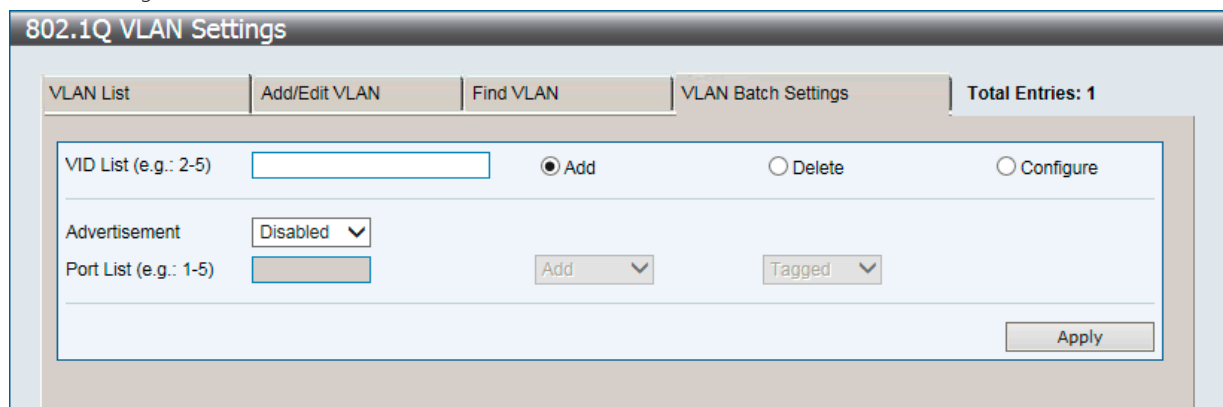 802.1Q VLAN Settings
VLAN List Add/Edit VLAN Find VLAN VLAN Batch Settings Total Entries: 1
VID List (e.g.: 2-5) Add Delete Configure
Advertisement Disabled
Port List (e.g.: 1-5) Add Tagged
Apply